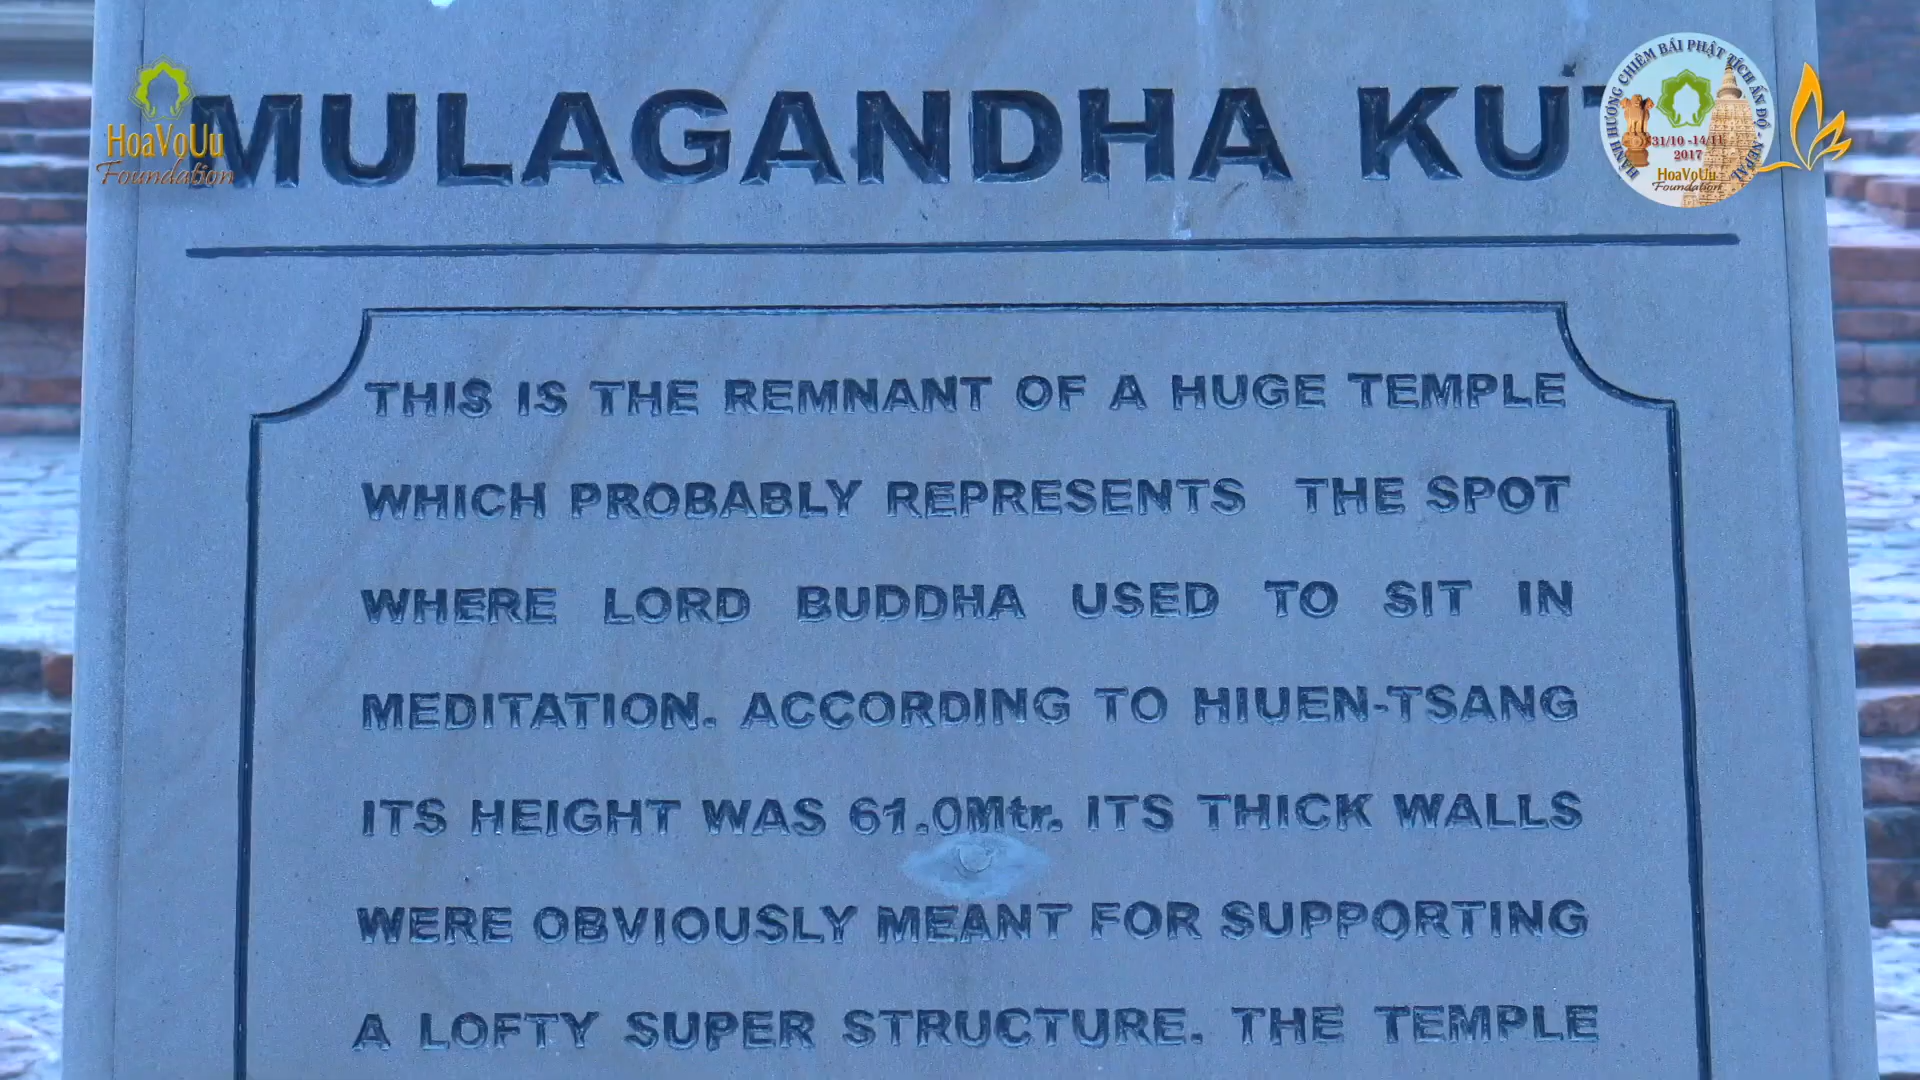 MULAGANDHA KUT
THIS IS THE REMNANT OF A HUGE TEMPLE
WHICH PROBABLY REPRESENTS THE SPOT
WHERE LORD BUDDHA USED TO SIT IN
MEDITATION. ACCORDING TO HIUEN-TSANG
ITS HEIGHT WAS 61.0Mtr. ITS THICK WALLS
WERE OBVIOUSLY MEANT FOR SUPPORTING
A LOFTY SUPER STRUCTURE. THE TEMPLE
HoaVoUu
Foundation
HÀNH HƯƠNG CHIÊM BÁI PHẬT TÍCH ẤN ĐỘ - NEPAL
31/10 -14/11
2017
HoaVoUu
Foundation